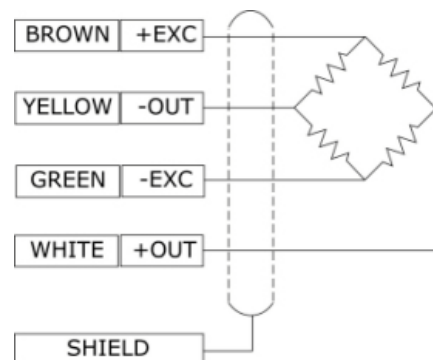 BROWN +EXC
YELLOW -OUT
GREEN -EXC
WHITE +OUT
SHIELD